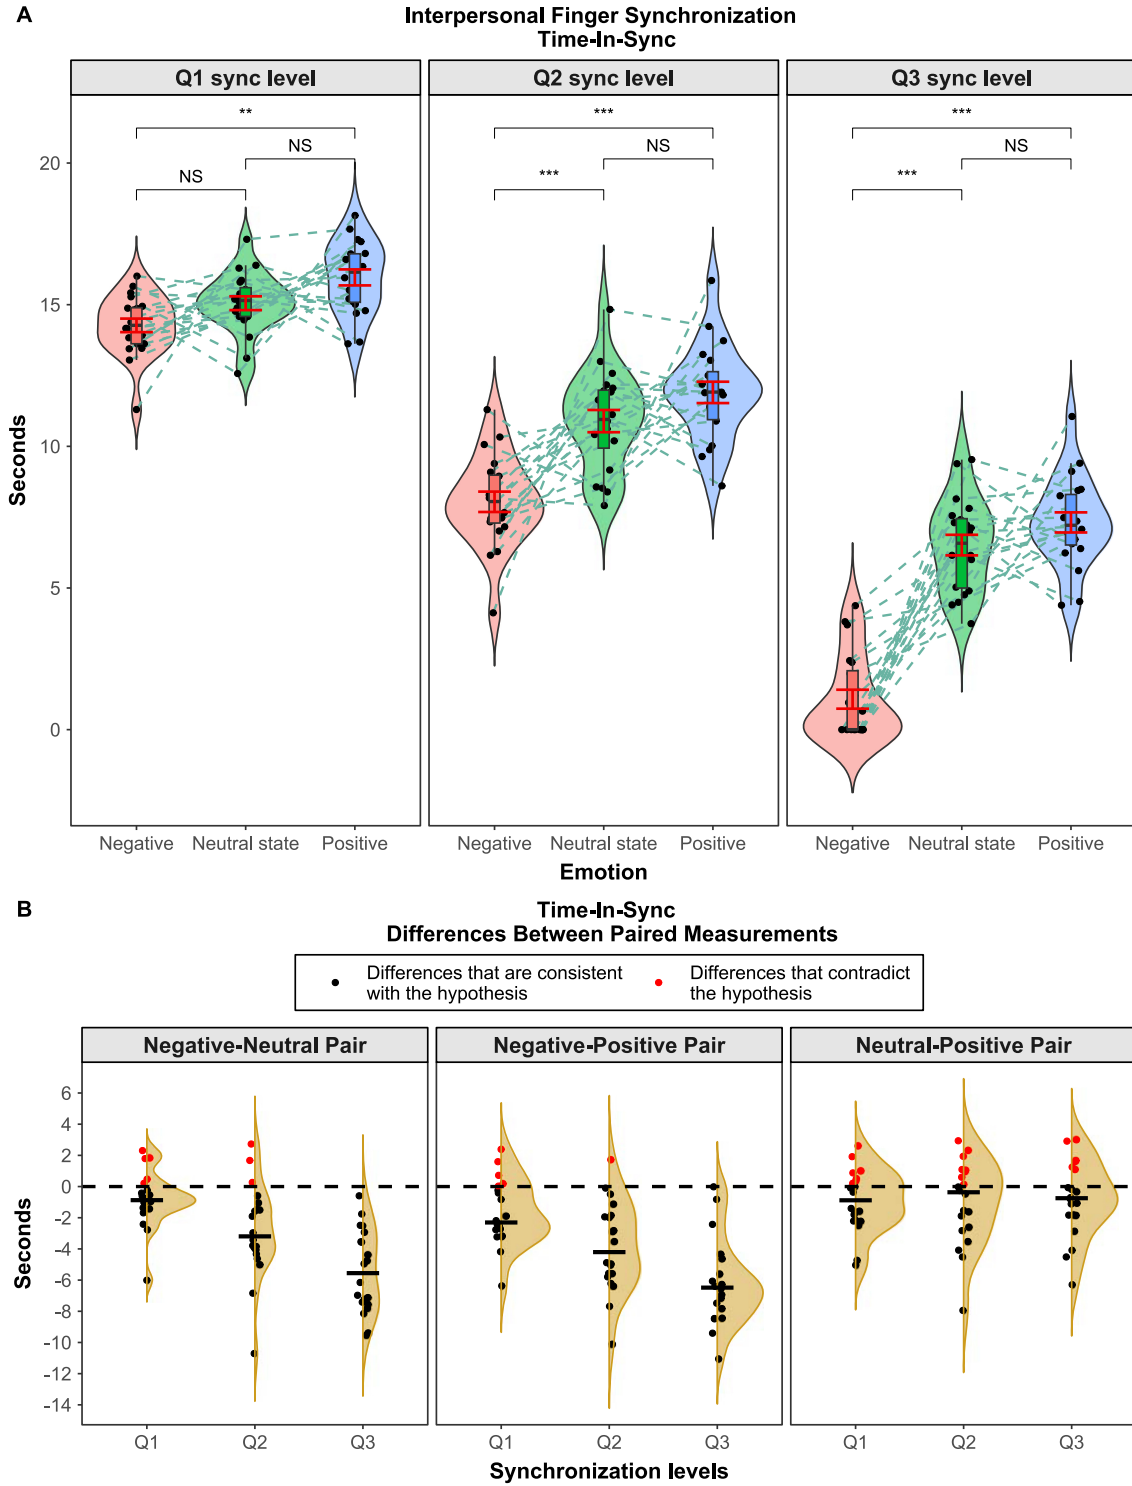 A
Interpersonal Finger Synchronization
Time-In-Sync
Q1 sync level
Q2 sync level
Q3 sync level
**
NS
NS
***
NS
***
***
NS
***
Seconds
20
15
10
5
0
Negative Neutral state Positive
Negative Neutral state Positive
Negative Neutral state Positive
Emotion
B
Time-In-Sync
Differences Between Paired Measurements
Differences that are consistent
with the hypothesis
Differences that contradict
the hypothesis
Negative-Neutral Pair
Negative-Positive Pair
Neutral-Positive Pair
Seconds
6
4
2
0
-2
-4
-6
-8
-10
-12
-14
Q1 Q2 Q3
Q1 Q2 Q3
Q1 Q2 Q3
Synchronization levels